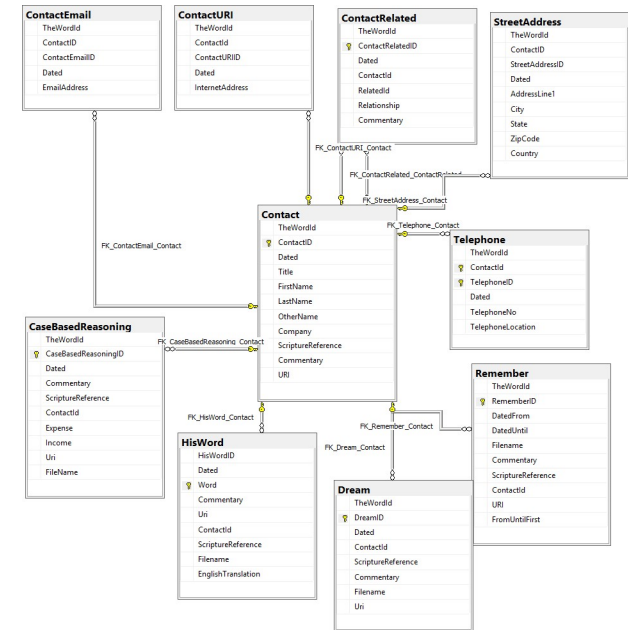 ContactEmail
TheWordId
ContactID
ContactEmailID
Dated
EmailAddress
ContactURI
TheWordId
ContactId
ContactURIID
Dated
InternetAddress
ContactRelated
TheWordId
ContactRelatedID
Dated
ContactId
RelatedId
Relationship
Commentary
StreetAddress
TheWordId
ContactID
StreetAddressID
Dated
AddressLine1
City
State
ZipCode
Country
FK_ContactURI_Contact
FK_ContactRelated_ContactRelated
FK_StreetAddress_Contact
FK_Telephone_Contact
FK_ContactEmail_Contact
Contact
TheWordId
ContactID
Dated
Title
FirstName
LastName
OtherName
Company
ScriptureReference
Commentary
URI
Telephone
TheWordId
ContactId
TelephoneID
Dated
TelephoneNo
TelephoneLocation
CaseBasedReasoning
TheWordId
CaseBasedReasoningID
Dated
Commentary
ScriptureReference
ContactId
Expense
Income
Uri
FileName
FK_CaseBasedReasoning_Contact
FK_HisWord_Contact
FK_Remember_Contact
FK_Dream_Contact
Remember
TheWordId
RememberID
DatedFrom
DatedUntil
Filename
Commentary
ScriptureReference
ContactId
URI
FromUntilFirst
HisWord
HisWordID
Dated
Word
Commentary
Uri
ContactId
ScriptureReference
Filename
EnglishTranslation
Dream
TheWordId
DreamID
Dated
ContactId
ScriptureReference
Commentary
Filename
Uri